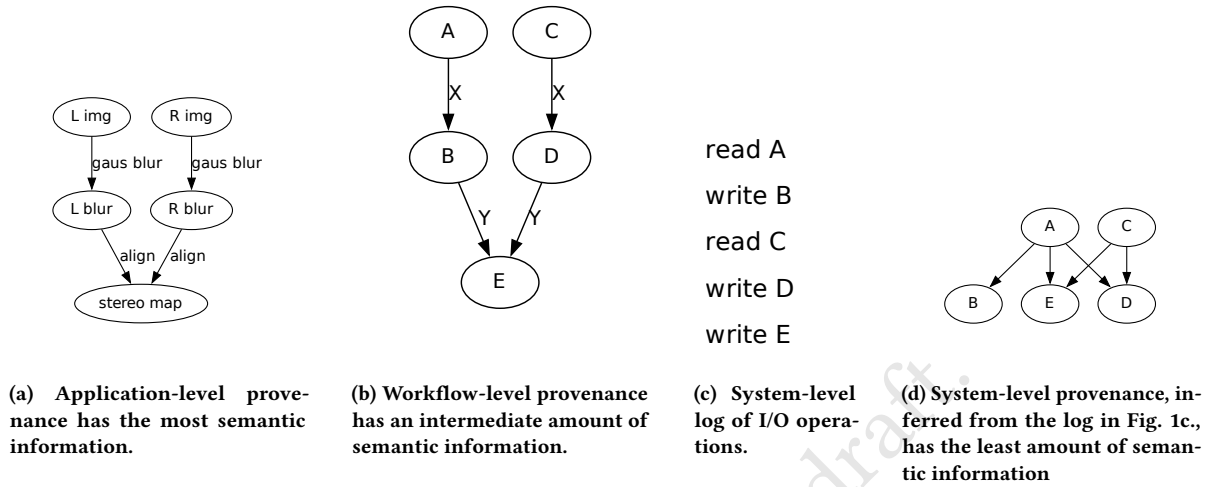 L img
R img
gaus blur
gaus blur
L blur
R blur
align
align
stereo map
(a) Application-level prove-
nance has the most semantic
information.
A
C
X
X
B
D
Y
Y
E
(b) Workflow-level provenance
has an intermediate amount of
semantic information.
read A
write B
read C
write D
write E
(c) System-level
log of I/O opera-
tions.
A
C
B
E
D
(d) System-level provenance, in-
ferred from the log in Fig. 1c.,
has the least amount of seman-
tic information
draft.